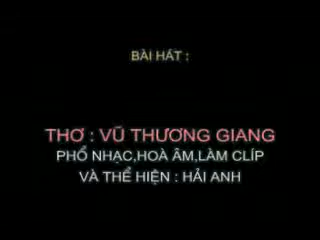 BÀI HÁT :
THƠ : VŨ THƯƠNG GIANG
PHỔ NHẠC,HOÀ ÂM,LÀM CLÍP
VÀ THỂ HIỆN : HẢI ANH